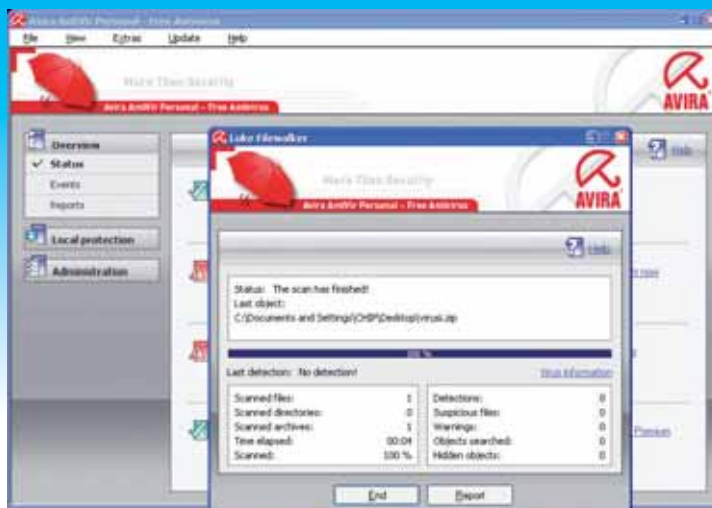 Avira AntiVir Personal - Free Antivirus
File View Extras Update Help
More Than Security
Avira AntiVir Personal - Free Antivirus
AVIRA
Overview
Status
Events
Reports
Local protection
Administration
Help
Premium
Luke Filewalker
More Than Security
Avira AntiVir Personal - Free Antivirus
AVIRA
Help
Status: The scan has finished!
Last object:
C:\Documents and Settings\CHIP\Desktop\virusi.zip
100 %
Last detection: No detection! Virus information
Scanned files: 1
Scanned directories: 0
Scanned archives: 1
Time elapsed: 00:04
Scanned: 100 %
Detections: 0
Suspicious files: 0
Warnings: 0
Objects searched: 0
Hidden objects: 0
End Report